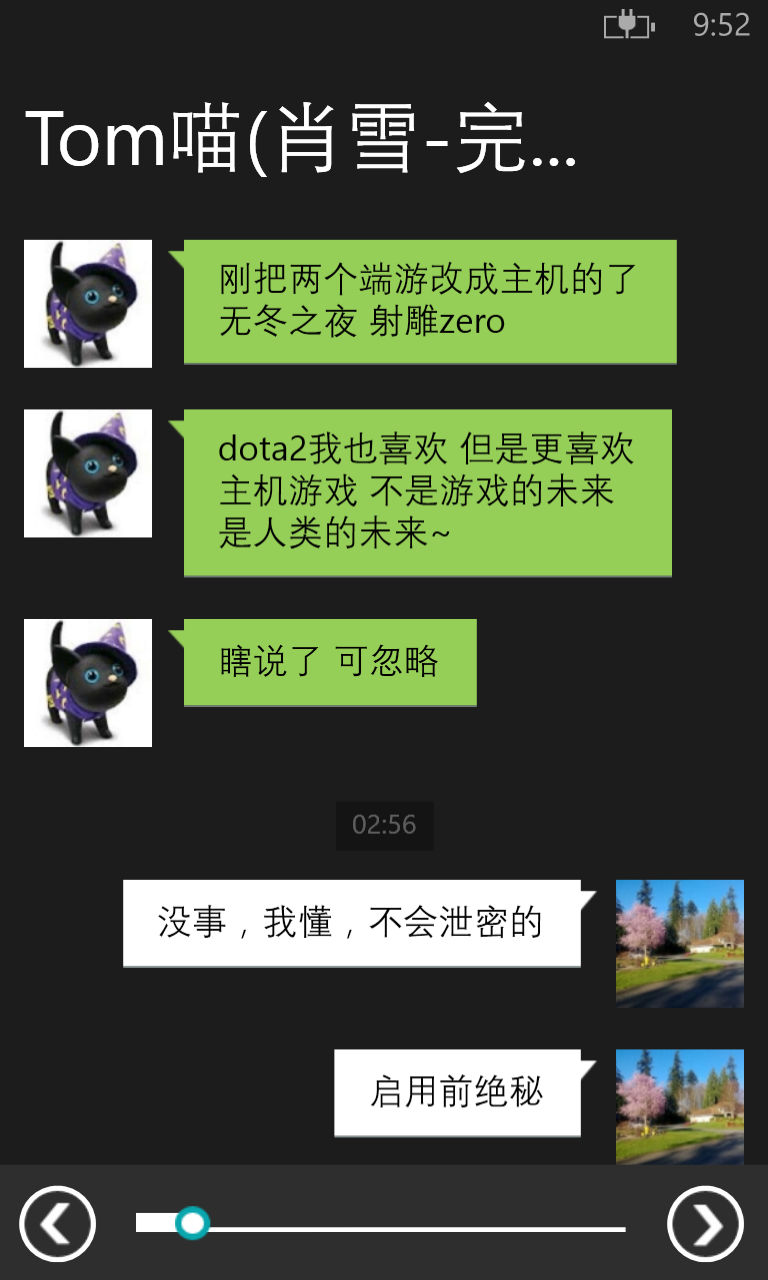 9:52
Tom喵(肖雪-完...
刚把两个端游改成主机的了
无冬之夜 射雕zero
dota2我也喜欢 但是更喜欢
主机游戏 不是游戏的未来
是人类的未来~
瞎说了 可忽略
02:56
没事，我懂，不会泄密的
启用前绝秘